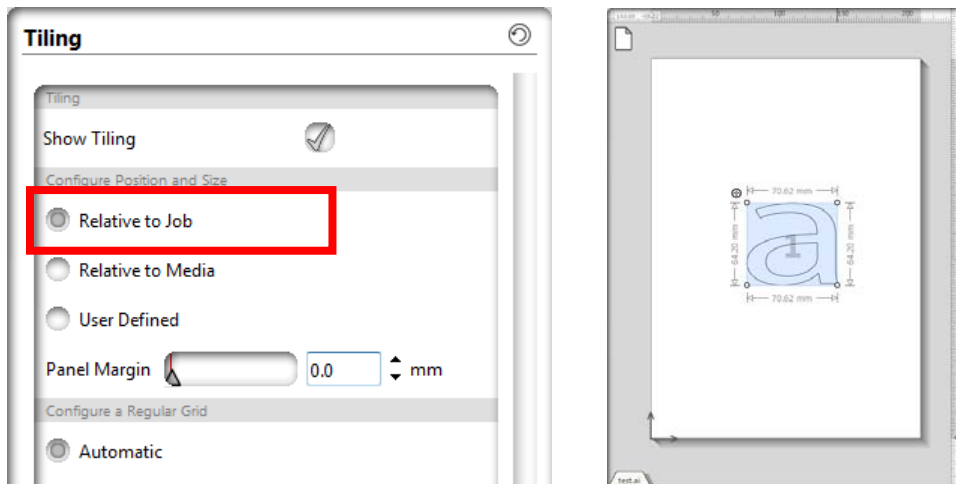 Tiling
Tiling
Show Tiling
Configure Position and Size
Relative to Job
Relative to Media
User Defined
Panel Margin 0.0 mm
Configure a Regular Grid
Automatic
50 100 150 200
70.62 mm
64.20 mm
a
1
64.20 mm
70.62 mm
test.ai